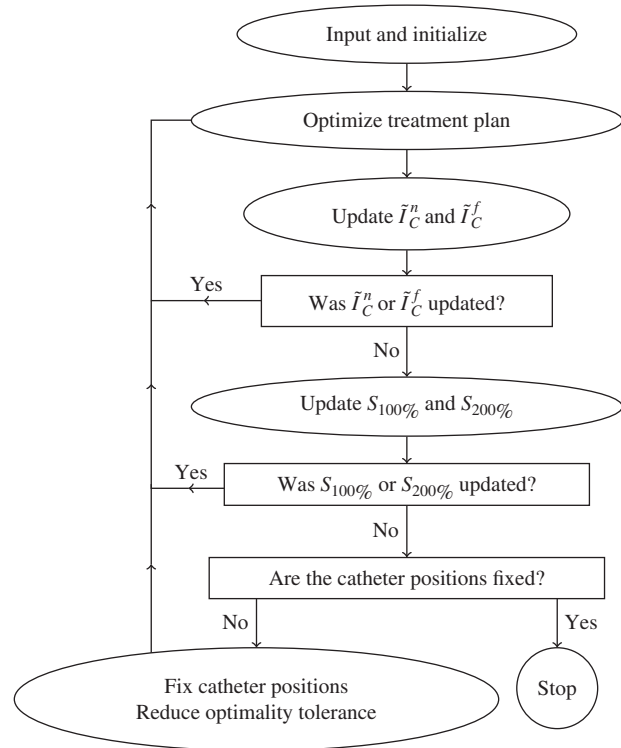 Input and initialize
Optimize treatment plan
Update Ĩ_C^n and Ĩ_C^f
Yes
Was Ĩ_C^n or Ĩ_C^f updated?
No
Update S_100% and S_200%
Yes
Was S_100% or S_200% updated?
No
Are the catheter positions fixed?
No
Yes
Fix catheter positions
Reduce optimality tolerance
Stop